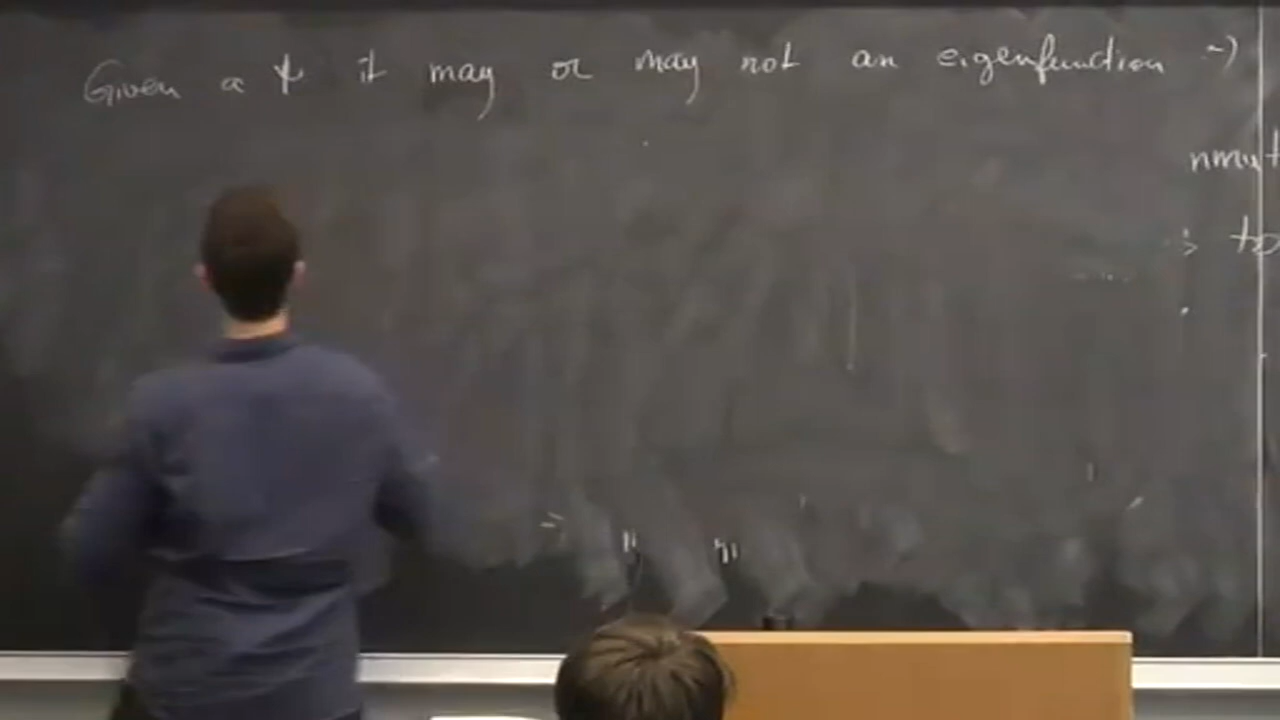 Given a ψ it may or may not an eigenfunction